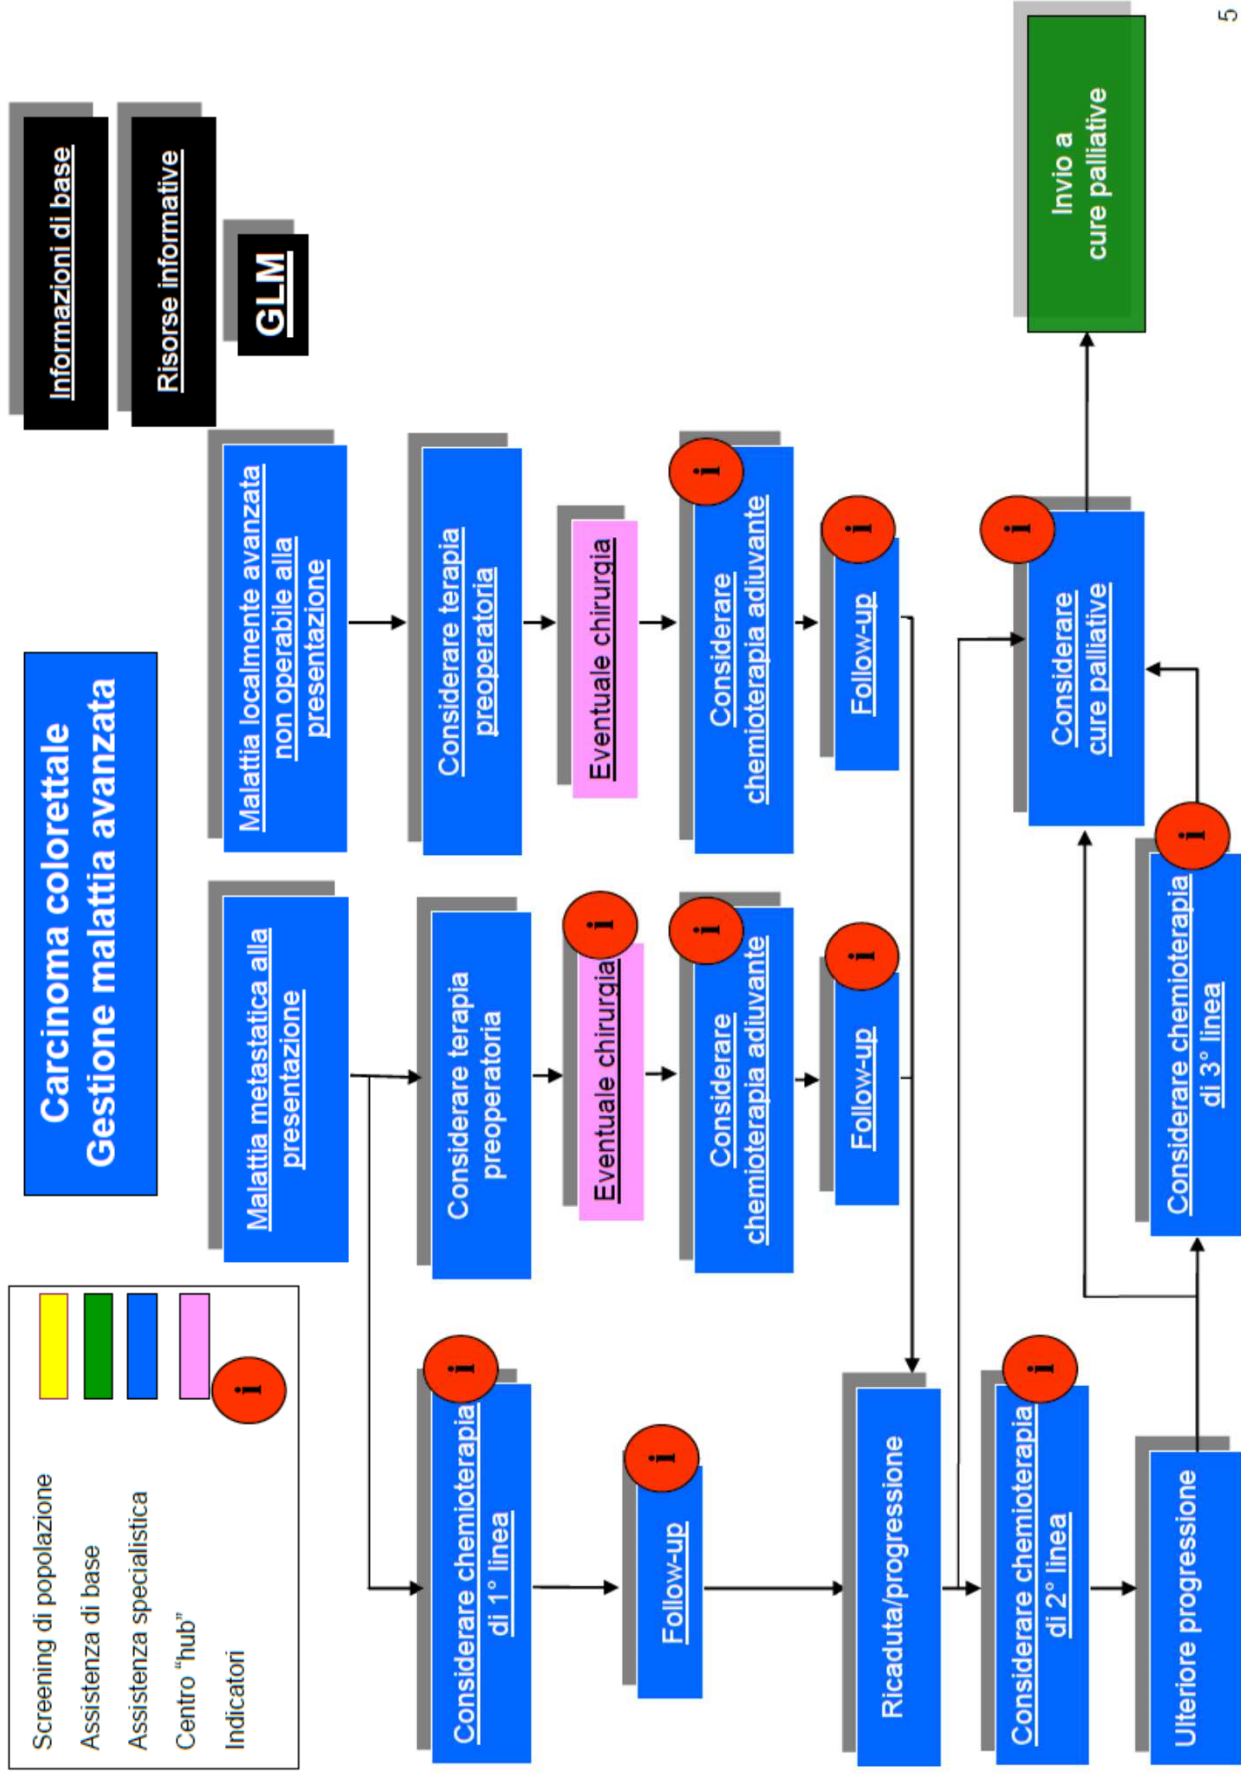 Screening di popolazione
Assistenza di base
Assistenza specialistica
Centro "hub"
Indicatori
i
Carcinoma colorettale
Gestione malattia avanzata
Informazioni di base
Risorse informative
GLM
Malattia metastatica alla
presentazione
Malattia localmente avanzata
non operabile alla
presentazione
Considerare chemioterapia
di 1° linea
i
Considerare terapia
preoperatoria
Considerare terapia
preoperatoria
Follow-up
i
Eventuale chirurgia
i
Eventuale chirurgia
Considerare
chemioterapia adiuvante
i
Considerare
chemioterapia adiuvante
i
Follow-up
i
Follow-up
i
Ricaduta/progressione
Considerare chemioterapia
di 2° linea
i
Considerare
cure palliative
i
Invio a
cure palliative
Ulteriore progressione
Considerare chemioterapia
di 3° linea
i
5